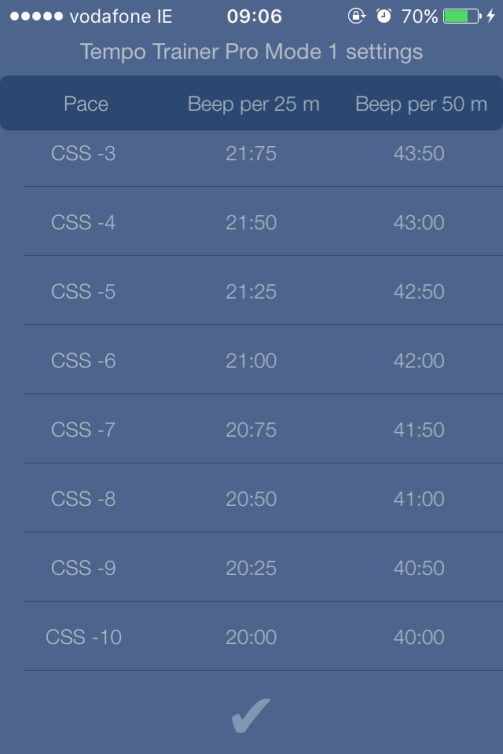 vodafone IE 09:06 70%
Tempo Trainer Pro Mode 1 settings
Pace Beep per 25 m Beep per 50 m
CSS -3 21:75 43:50
CSS -4 21:50 43:00
CSS -5 21:25 42:50
CSS -6 21:00 42:00
CSS -7 20:75 41:50
CSS -8 20:50 41:00
CSS -9 20:25 40:50
CSS -10 20:00 40:00